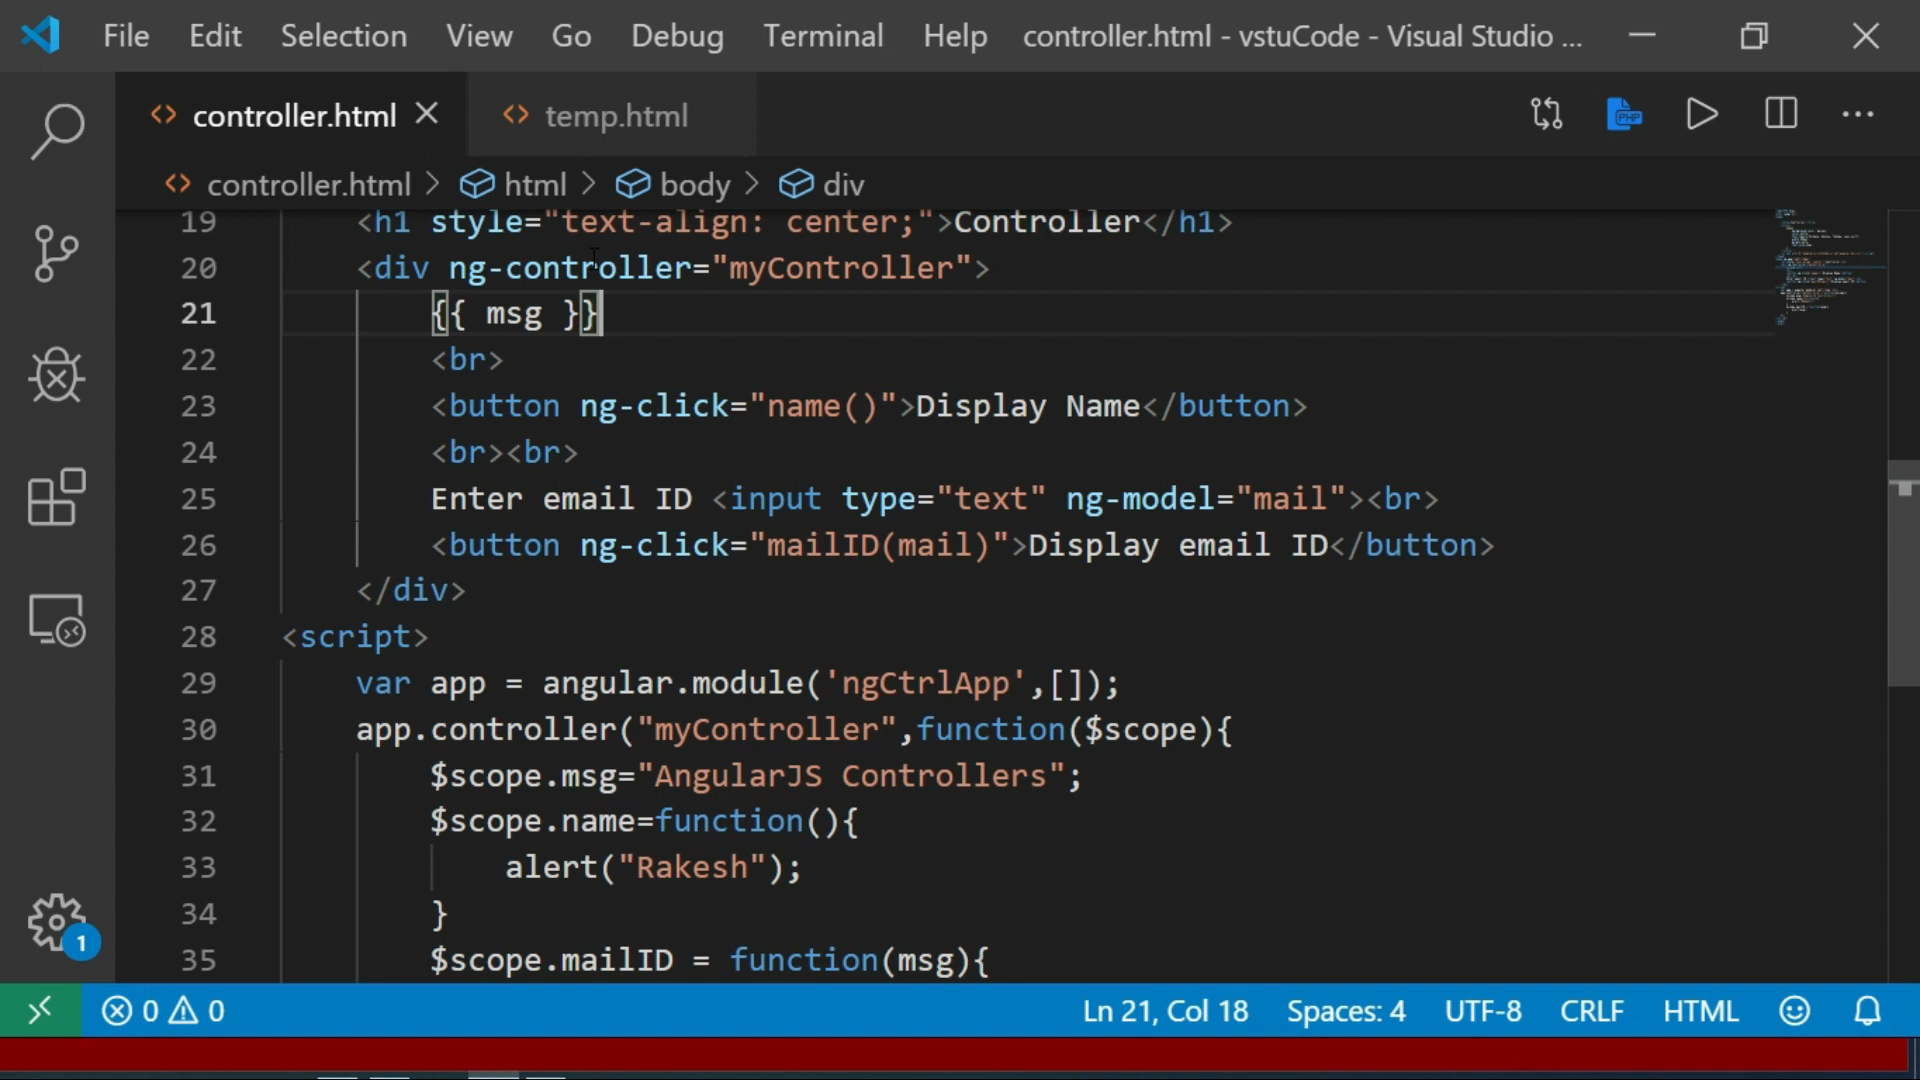 File Edit Selection View Go Debug Terminal Help controller.html - vstuCode - Visual Studio ...
controller.html temp.html PHP
controller.html > html > body > div
19 <h1 style="text-align: center;">Controller</h1>
20 <div ng-controller="myController">
21 {{ msg }}
22 <br>
23 <button ng-click="name()">Display Name</button>
24 <br><br>
25 Enter email ID <input type="text" ng-model="mail"><br>
26 <button ng-click="mailID(mail)">Display email ID</button>
27 </div>
28 <script>
29 var app = angular.module('ngCtrlApp',[]);
30 app.controller("myController",function($scope){
31 $scope.msg="AngularJS Controllers";
32 $scope.name=function(){
33 alert("Rakesh");
34 }
35 $scope.mailID = function(msg){
1
0 0 Ln 21, Col 18 Spaces: 4 UTF-8 CRLF HTML